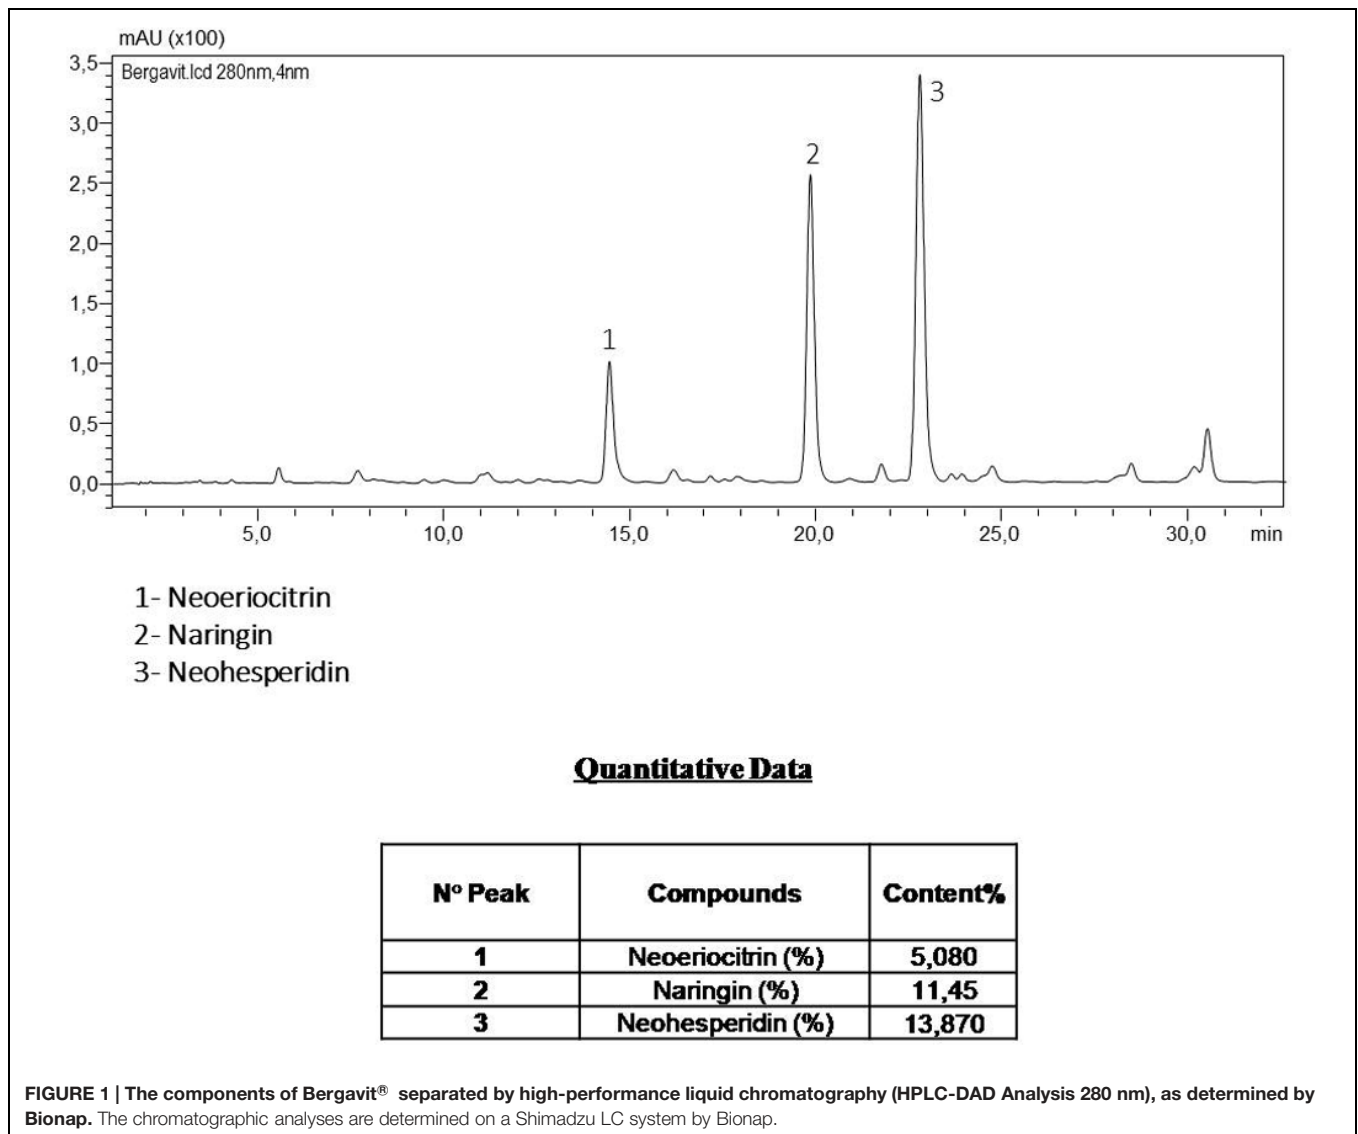 mAU (x100)
Bergavit.lcd 280nm,4nm
3,5
3,0
2,5
2,0
1,5
1,0
0,5
0,0
1
2
3
5,0 10,0 15,0 20,0 25,0 30,0 min
1- Neoeriocitrin
2- Naringin
3- Neohesperidin
Quantitative Data
Nº Peak Compounds Content%
1 Neoeriocitrin (%) 5,080
2 Naringin (%) 11,45
3 Neohesperidin (%) 13,870
FIGURE 1 | The components of Bergavit® separated by high-performance liquid chromatography (HPLC-DAD Analysis 280 nm), as determined by
Bionap. The chromatographic analyses are determined on a Shimadzu LC system by Bionap.